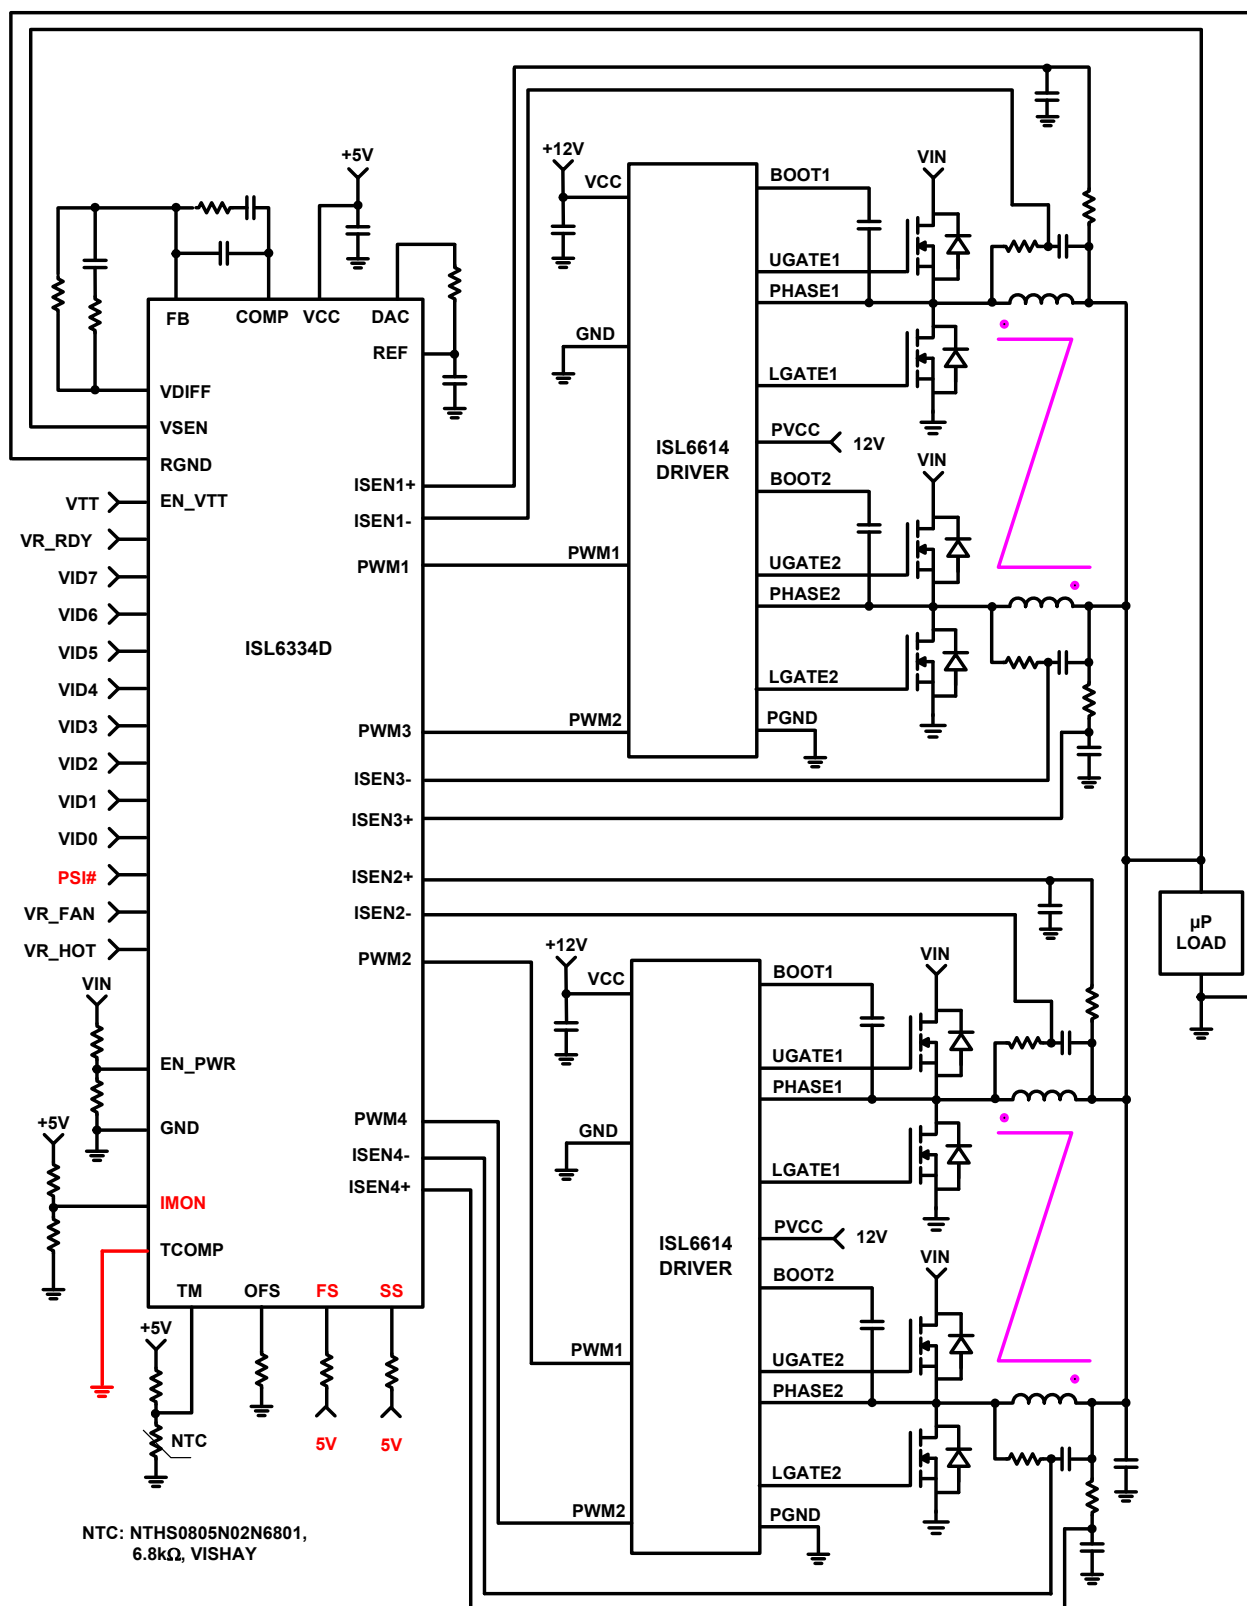 +5V
FB
COMP
VCC
DAC
REF
VDIFF
VSEN
RGND
VTT
EN_VTT
VR_RDY
VID7
VID6
VID5
VID4
VID3
VID2
VID1
VID0
PSI#
VR_FAN
VR_HOT
VIN
EN_PWR
GND
+5V
IMON
TCOMP
TM
OFS
FS
SS
+5V
NTC
5V
5V
NTC: NTHS0805N02N6801,
6.8kΩ, VISHAY
ISL6334D
ISEN1+
ISEN1-
PWM1
PWM3
ISEN3-
ISEN3+
ISEN2+
ISEN2-
PWM2
PWM4
ISEN4-
ISEN4+
+12V
VCC
GND
PWM1
PWM2
ISL6614
DRIVER
BOOT1
UGATE1
PHASE1
LGATE1
PVCC
12V
BOOT2
UGATE2
PHASE2
LGATE2
PGND
VIN
VIN
+12V
VCC
GND
PWM1
PWM2
ISL6614
DRIVER
BOOT1
UGATE1
PHASE1
LGATE1
PVCC
12V
BOOT2
UGATE2
PHASE2
LGATE2
PGND
VIN
VIN
µP
LOAD